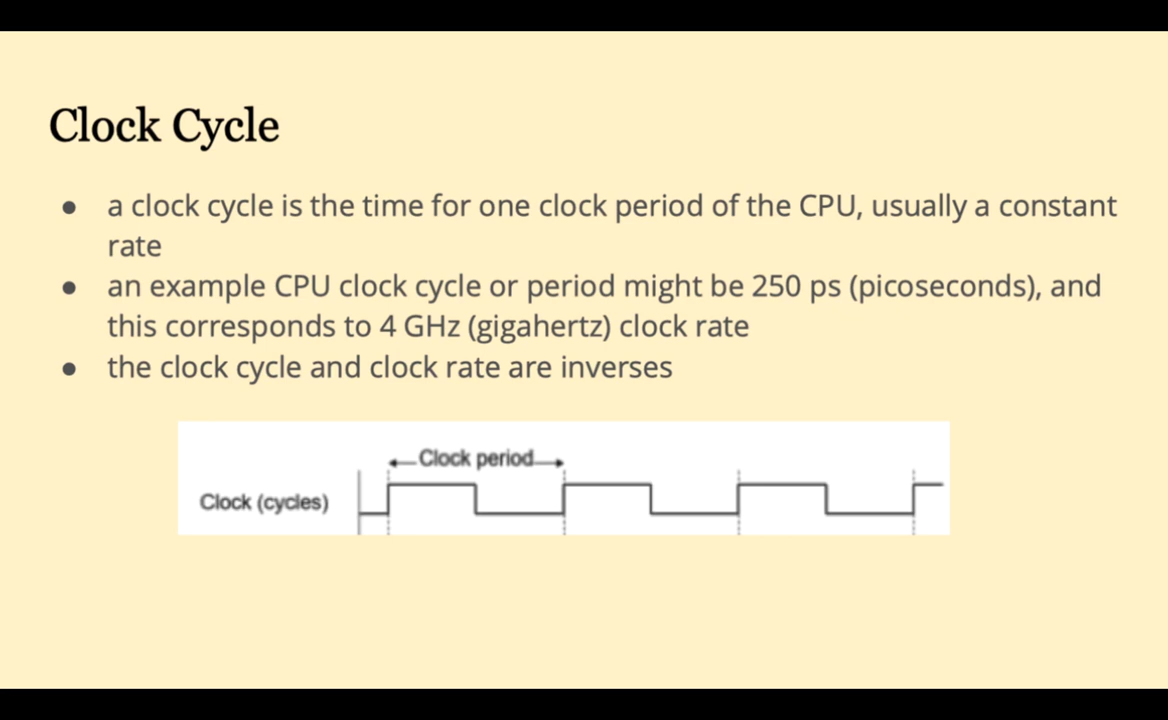 Clock Cycle
● a clock cycle is the time for one clock period of the CPU, usually a constant
rate
● an example CPU clock cycle or period might be 250 ps (picoseconds), and
this corresponds to 4 GHz (gigahertz) clock rate
● the clock cycle and clock rate are inverses
Clock period
Clock (cycles)